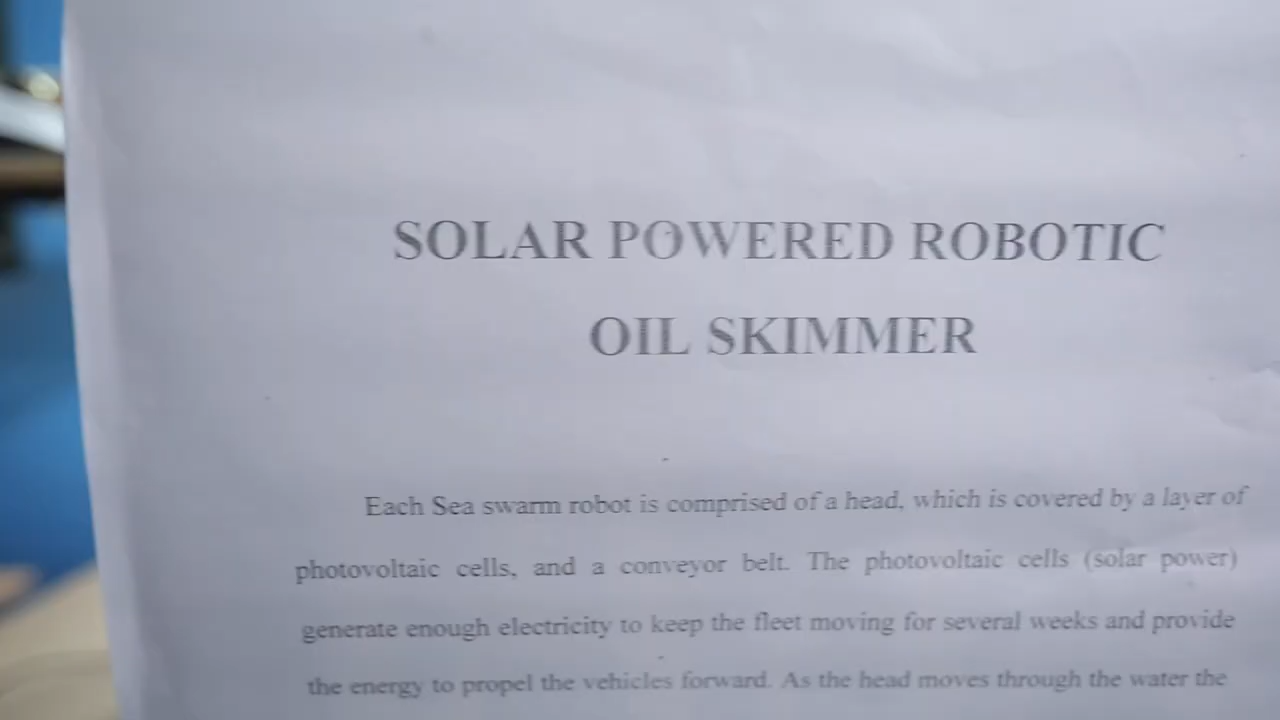 SOLAR POWERED ROBOTIC
OIL SKIMMER
Each Sea swarm robot is comprised of a head, which is covered by a layer of
photovoltaic cells, and a conveyor belt. The photovoltaic cells (solar power)
generate enough electricity to keep the fleet moving for several weeks and provide
the energy to propel the vehicles forward. As the head moves through the water the